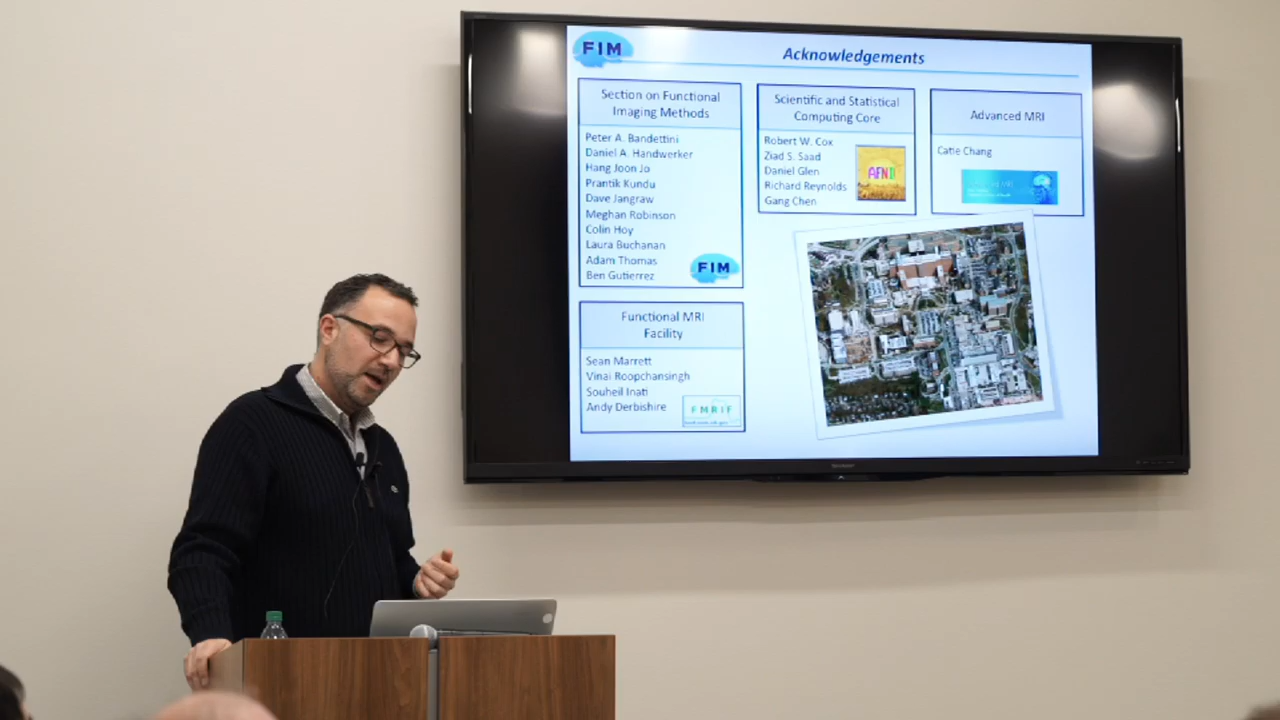 FIM
Acknowledgements
Section on Functional
Imaging Methods
Peter A. Bandettini
Daniel A. Handwerker
Hang Joon Jo
Prantik Kundu
Dave Jangraw
Meghan Robinson
Colin Hoy
Laura Buchanan
Adam Thomas
Ben Gutierrez
FIM
Scientific and Statistical
Computing Core
Robert W. Cox
Ziad S. Saad
Daniel Glen
Richard Reynolds
Gang Chen
AFNI
Advanced MRI
Catie Chang
Functional MRI
Facility
Sean Marrett
Vinai Roopchansingh
Souheil Inati
Andy Derbishire
FMRIF
SHARP